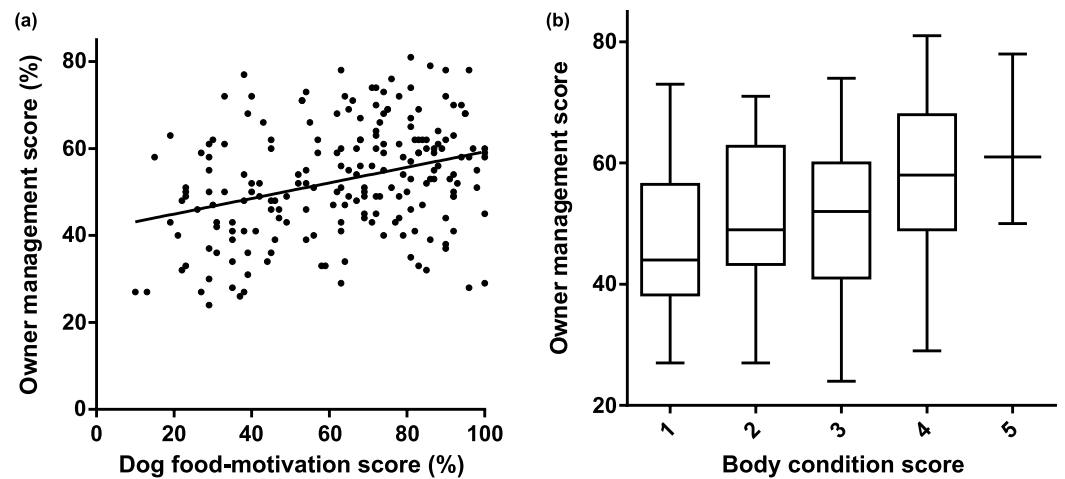 (a)
Owner management score (%)
80
60
40
20
0
0 20 40 60 80 100
Dog food-motivation score (%)
(b)
Owner management score
80
60
40
20
1 2 3 4 5
Body condition score